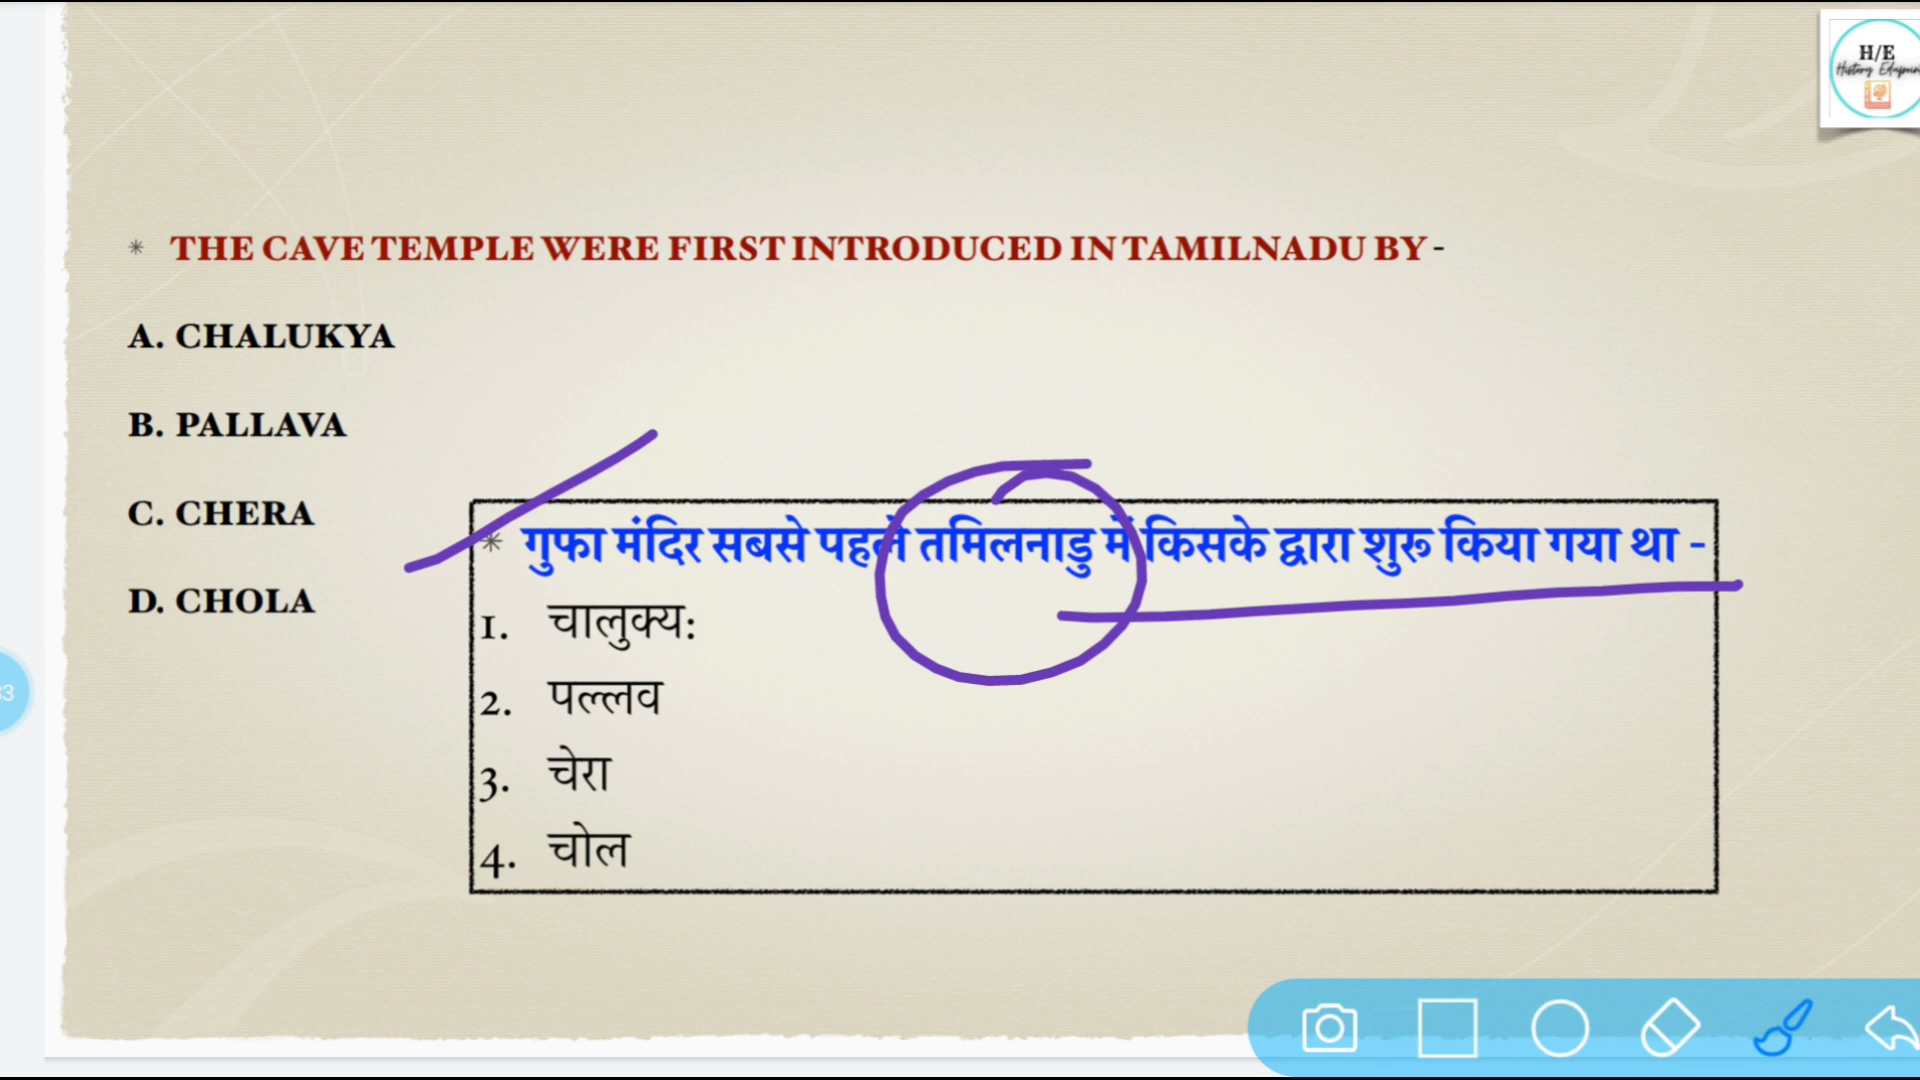 H/E
* THE CAVE TEMPLE WERE FIRST INTRODUCED IN TAMILNADU BY -
A. CHALUKYA
B. PALLAVA
C. CHERA
D. CHOLA
* गुफा मंदिर सबसे पहले तमिलनाडु में किसके द्वारा शुरू किया गया था -
1. चालुक्य:
2. पल्लव
3. चेरा
4. चोल